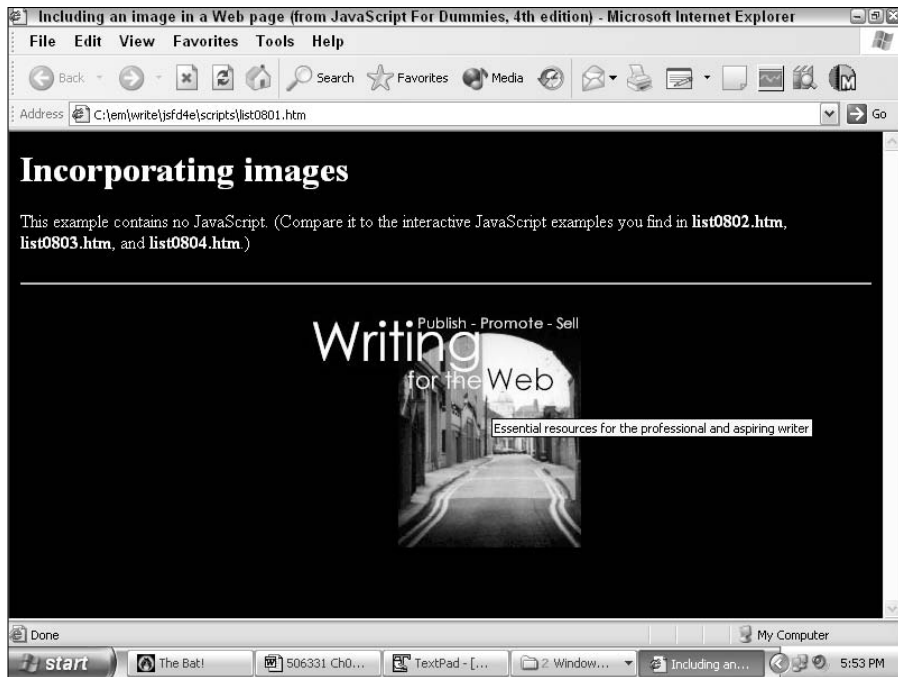 Including an image in a Web page (from JavaScript For Dummies, 4th edition) - Microsoft Internet Explorer
File Edit View Favorites Tools Help
Back Search Favorites Media
Address C:\em\write\jsfd4e\scripts\list0801.htm Go
Incorporating images
This example contains no JavaScript. (Compare it to the interactive JavaScript examples you find in list0802.htm,
list0803.htm, and list0804.htm.)
Publish - Promote - Sell
Writing
for the Web
Essential resources for the professional and aspiring writer
Done My Computer
start The Bat! 506331 Ch0... TextPad - [... 2 Window... Including an... 5:53 PM